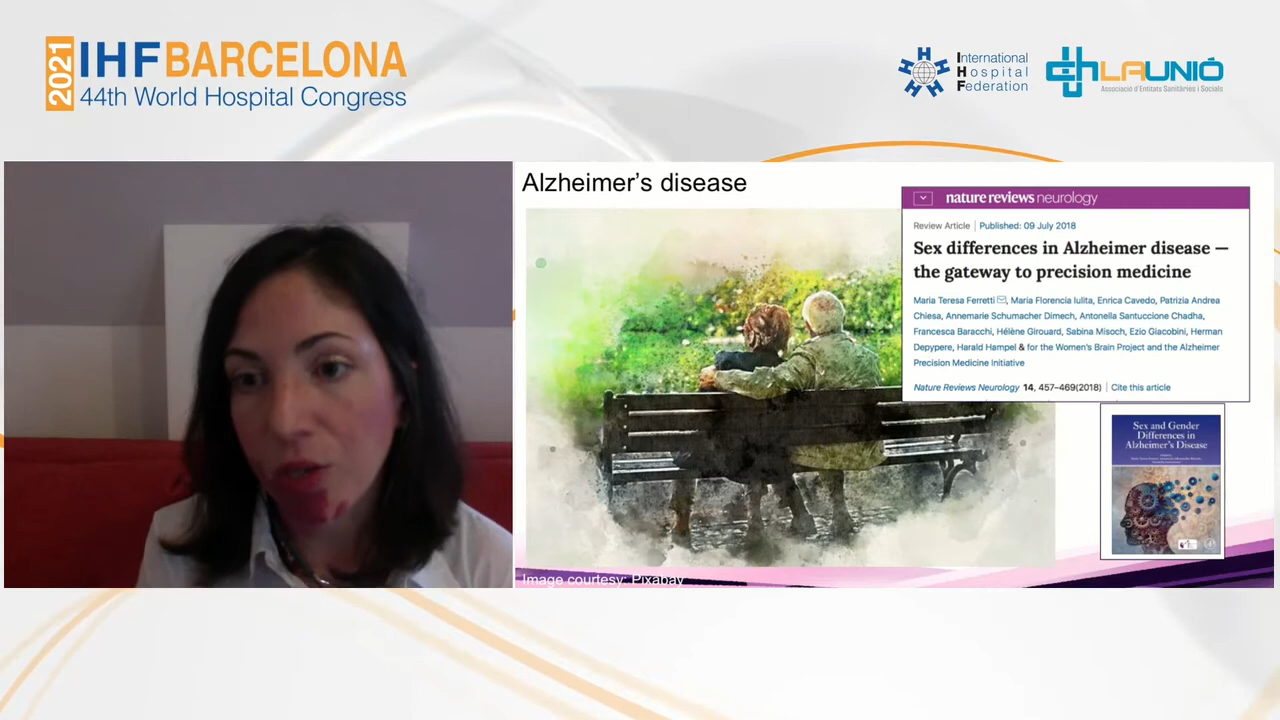 2021 IHF BARCELONA
44th World Hospital Congress
International
Hospital
Federation
LA UNIÓ
Associació d'Entitats Sanitàries i Socials
Alzheimer's disease
nature reviews neurology
Review Article | Published: 09 July 2018
Sex differences in Alzheimer disease —
the gateway to precision medicine
Maria Teresa Ferretti, Maria Florencia Iulita, Enrica Cavedo, Patrizia Andrea
Chiesa, Annemarie Schumacher Dimech, Antonella Santuccione Chadha,
Francesca Baracchi, Hélène Girouard, Sabina Misoch, Ezio Giacobini, Herman
Depypere, Harald Hampel & for the Women's Brain Project and the Alzheimer
Precision Medicine Initiative
Nature Reviews Neurology 14, 457–469(2018) | Cite this article
Sex and Gender
Differences in
Alzheimer's Disease
Image courtesy: Pixabay